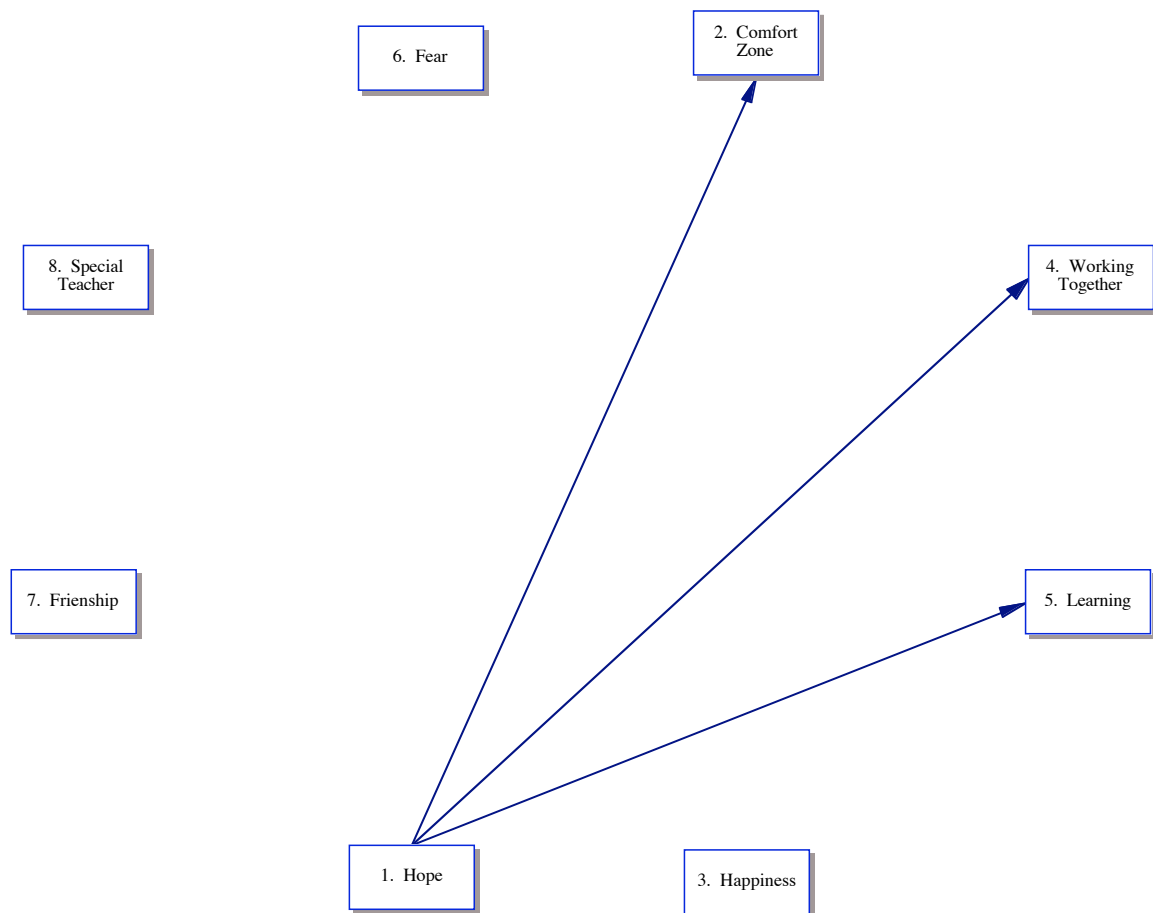 6. Fear
2. Comfort
Zone
8. Special
Teacher
4. Working
Together
7. Frienship
5. Learning
1. Hope
3. Happiness